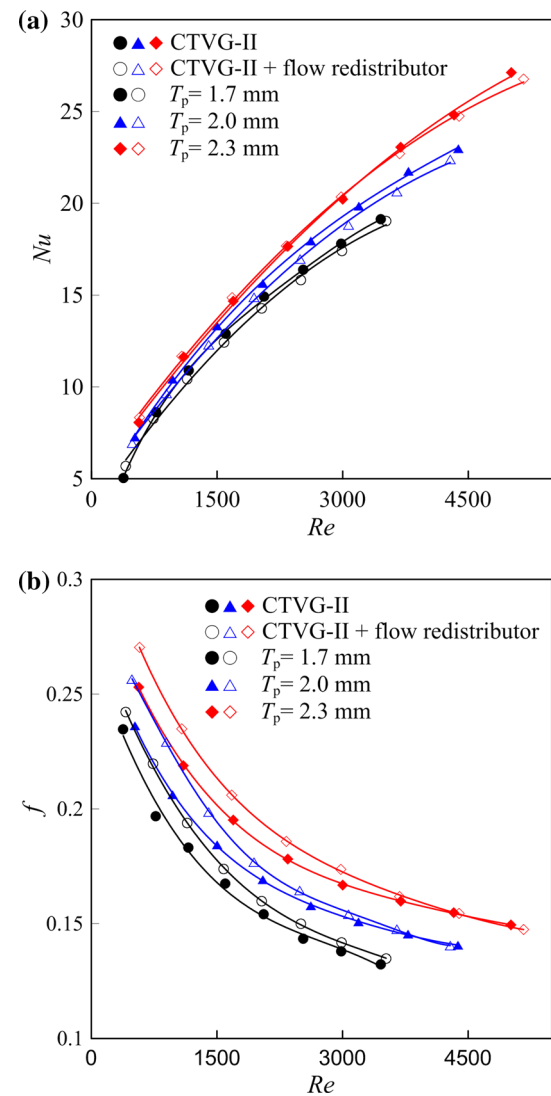 (a)
30
25
20
15
10
5
Nu
CTVG-II
CTVG-II + flow redistributor
Tp= 1.7 mm
Tp= 2.0 mm
Tp= 2.3 mm
0 1500 3000 4500
Re
(b)
0.3
0.25
0.2
0.15
0.1
f
CTVG-II
CTVG-II + flow redistributor
Tp= 1.7 mm
Tp= 2.0 mm
Tp= 2.3 mm
0 1500 3000 4500
Re